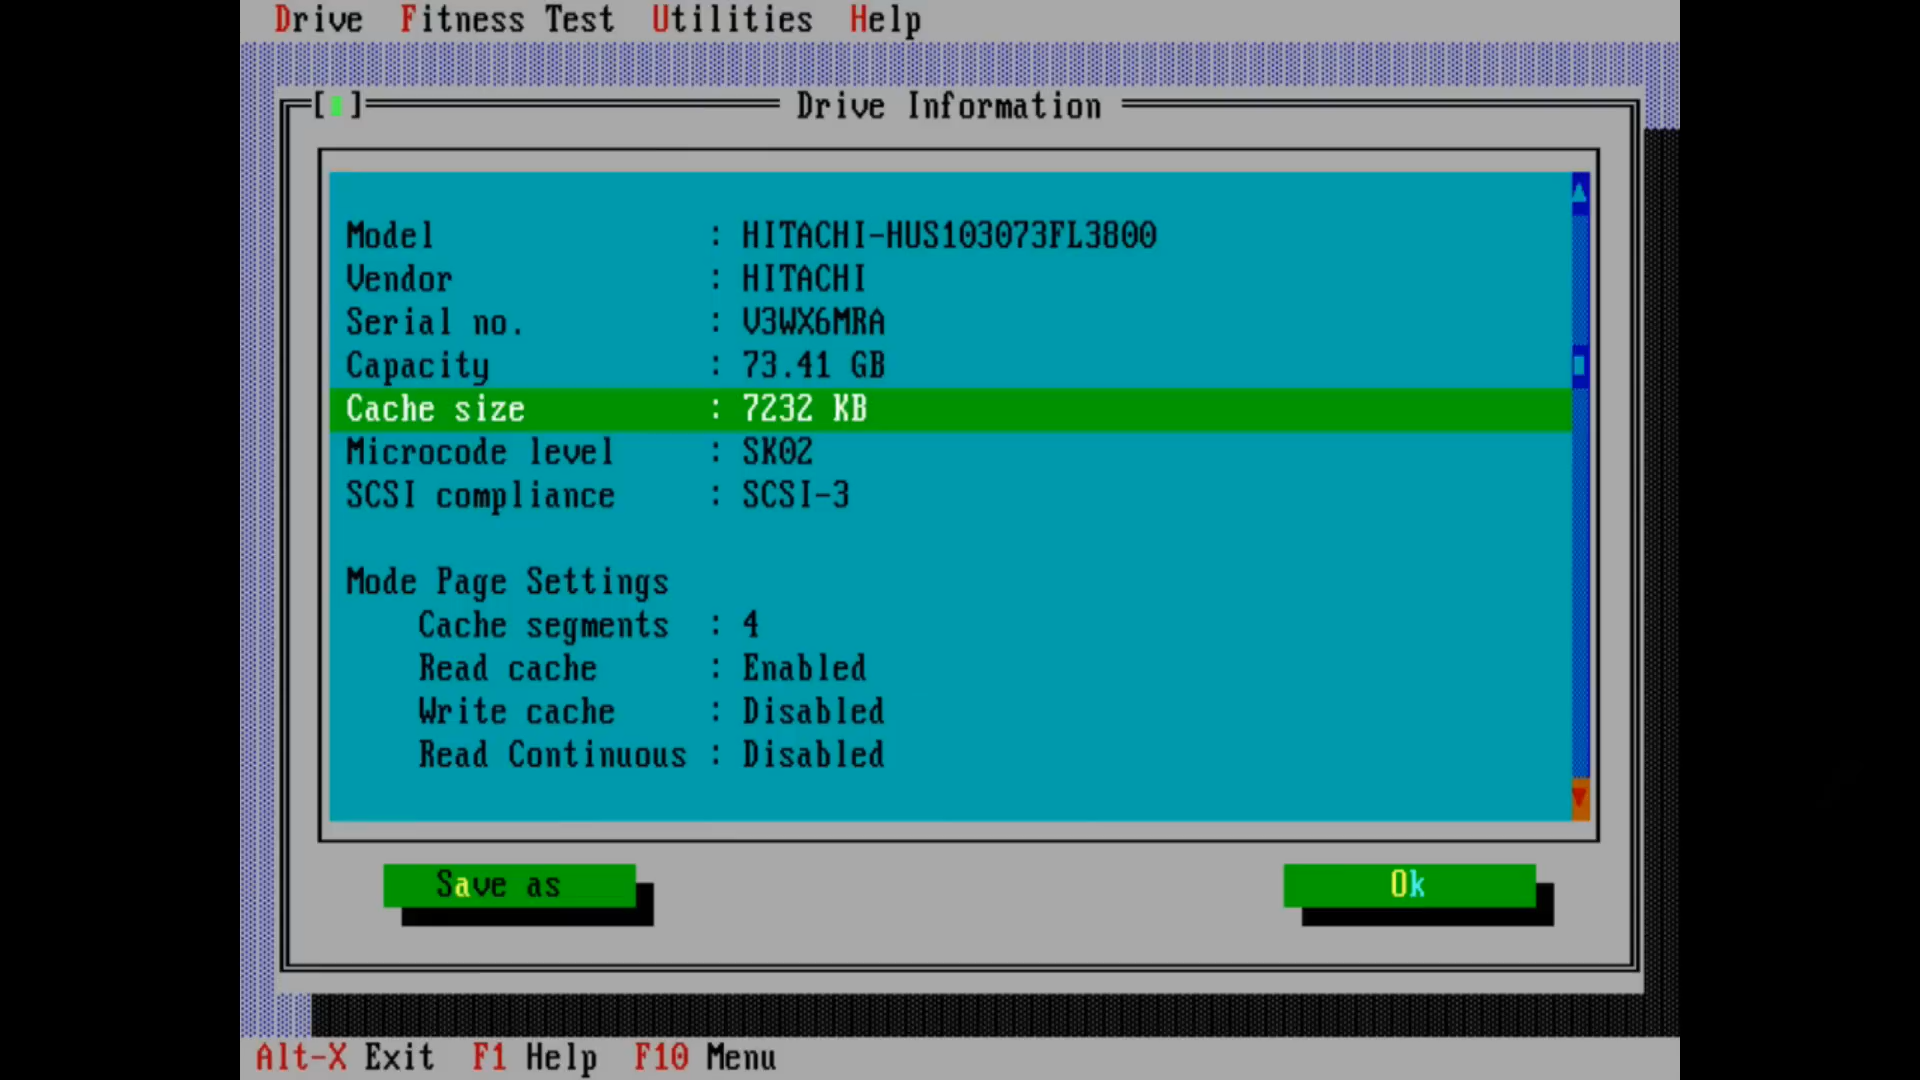 Drive Fitness Test Utilities Help
[ ] Drive Information
Model : HITACHI-HUS103073FL3800
Vendor : HITACHI
Serial no. : V3WX6MRA
Capacity : 73.41 GB
Cache size : 7232 KB
Microcode level : SK02
SCSI compliance : SCSI-3
Mode Page Settings
Cache segments : 4
Read cache : Enabled
Write cache : Disabled
Read Continuous : Disabled
Save as Ok
Alt-X Exit F1 Help F10 Menu